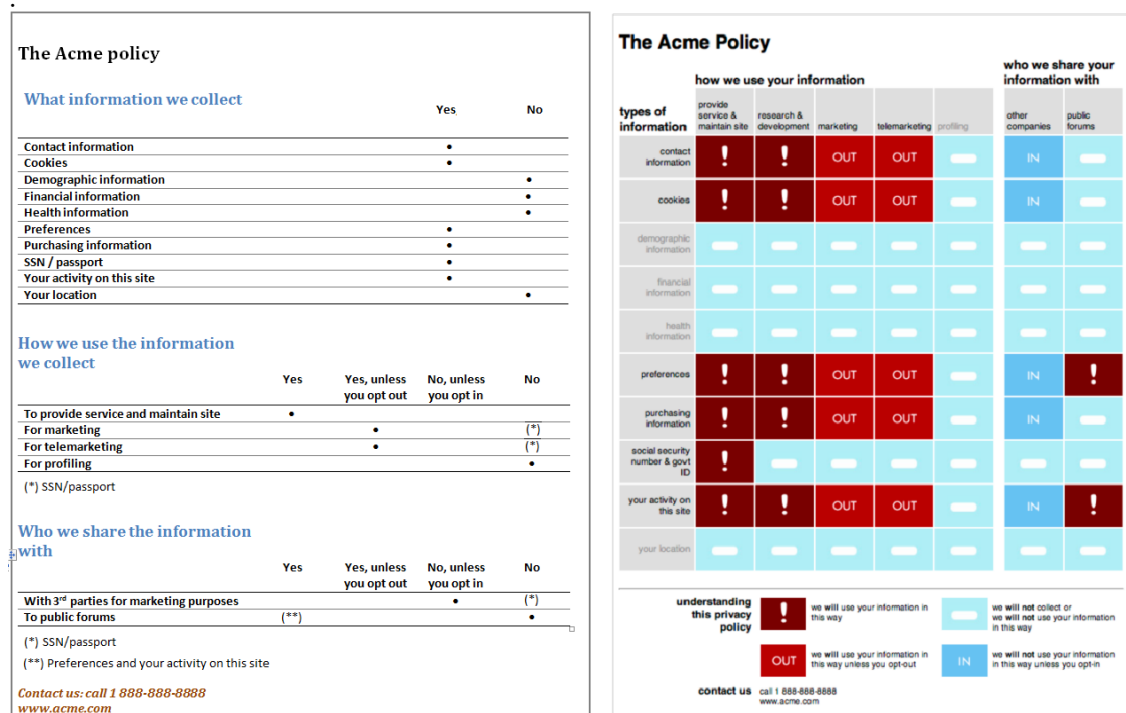 The Acme policy
What information we collect
Yes No
Contact information •
Cookies •
Demographic information •
Financial information •
Health information •
Preferences •
Purchasing information •
SSN / passport •
Your activity on this site •
Your location •
How we use the information
we collect
Yes Yes, unless No, unless No
you opt out you opt in
To provide service and maintain site •
For marketing • (*)
For telemarketing • (*)
For profiling •
(*) SSN/passport
Who we share the information
with
Yes Yes, unless No, unless No
you opt out you opt in
With 3rd parties for marketing purposes • (*)
To public forums (**) •
(*) SSN/passport
(**) Preferences and your activity on this site
Contact us: call 1 888-888-8888
www.acme.com
The Acme Policy
how we use your information
who we share your
information with
types of
information
provide
service &
maintain site
research &
development
marketing
telemarketing
profiling
other
companies
public
forums
contact
information
! ! OUT OUT IN
cookies
! ! OUT OUT IN
demographic
information
financial
information
health
information
preferences
! ! OUT OUT IN !
purchasing
information
! ! OUT OUT IN
social security
number & govt
ID
!
your activity on
this site
! ! OUT OUT IN !
your location
understanding
this privacy
policy
!
we will use your information in
this way
we will not collect or
we will not use your information
in this way
OUT
we will use your information in
this way unless you opt-out
IN
we will not use your information
in this way unless you opt-in
contact us
call 1 888-888-8888
www.acme.com